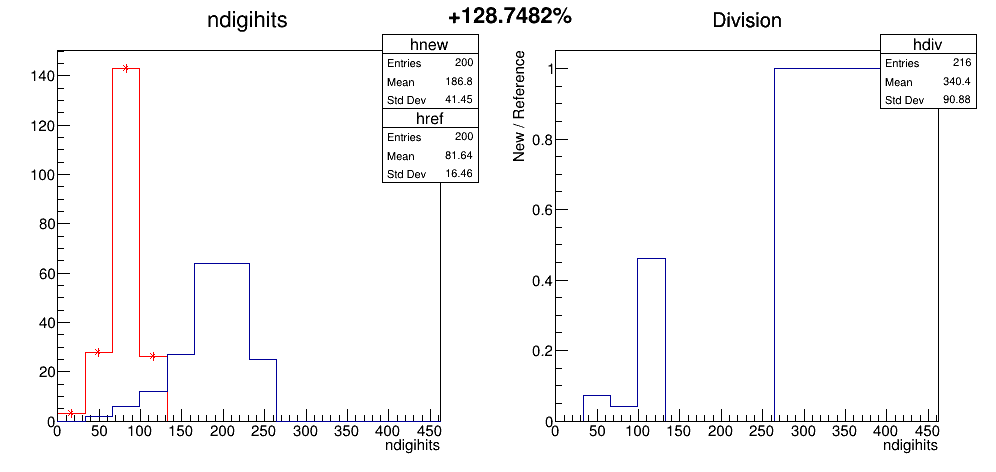 +128.7482%
ndigihits
hnew
Entries 200
Mean 186.8
Std Dev 41.45
href
Entries 200
Mean 81.64
Std Dev 16.46
140
120
100
80
60
40
20
0
0 50 100 150 200 250 300 350 400 450
ndigihits
Division
hdiv
Entries 216
Mean 340.4
Std Dev 90.88
New / Reference
1
0.8
0.6
0.4
0.2
0
0 50 100 150 200 250 300 350 400 450
ndigihits